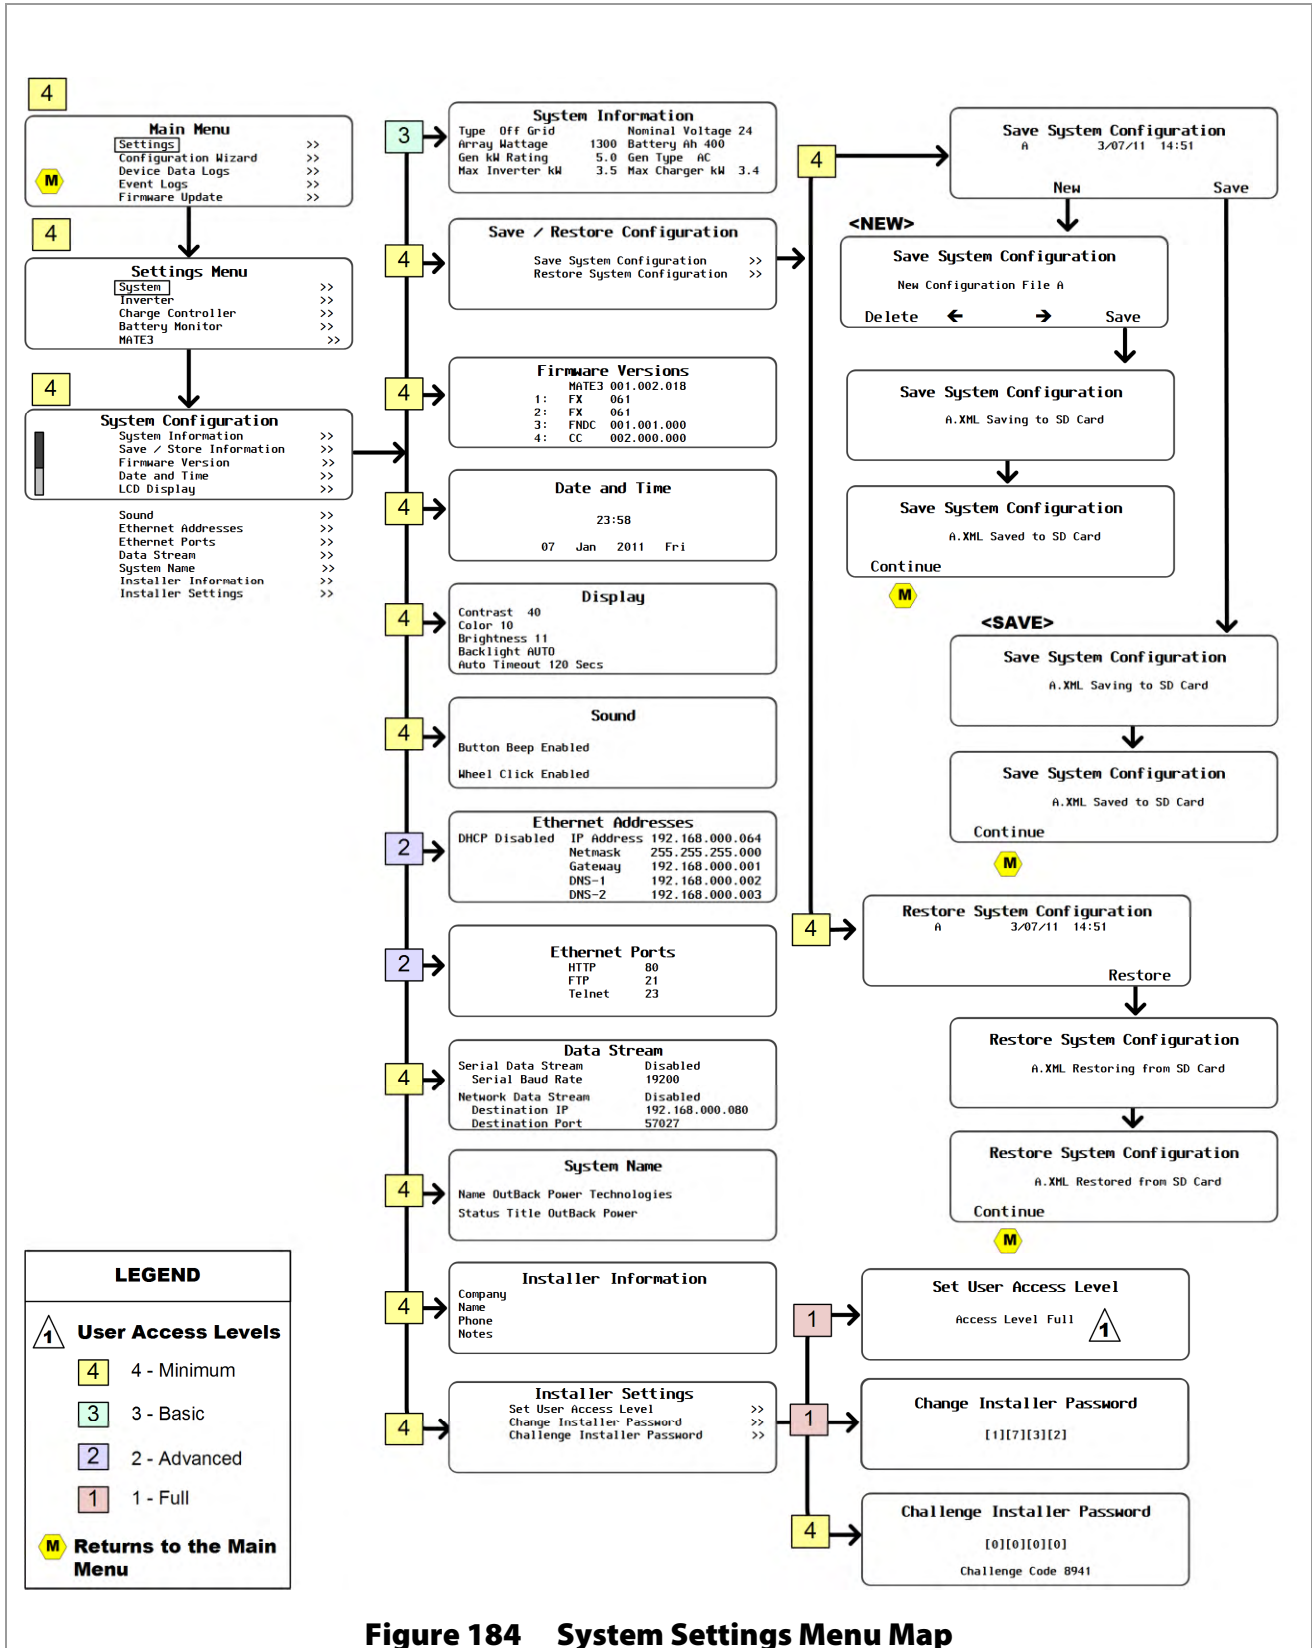 4
Main Menu
Settings >>
Configuration Wizard >>
Device Data Logs >>
Event Logs >>
Firmware Update >>
M
4
Settings Menu
System >>
Inverter >>
Charge Controller >>
Battery Monitor >>
MATE3 >>
4
System Configuration
System Information >>
Save / Store Information >>
Firmware Version >>
Date and Time >>
LCD Display >>
Sound >>
Ethernet Addresses >>
Ethernet Ports >>
Data Stream >>
System Name >>
Installer Information >>
Installer Settings >>
3
System Information
Type Off Grid Nominal Voltage 24
Array Wattage 1300 Battery Ah 400
Gen kW Rating 5.0 Gen Type AC
Max Inverter kW 3.5 Max Charger kW 3.4
4
Save / Restore Configuration
Save System Configuration >>
Restore System Configuration >>
4
Firmware Versions
MATE3 001.002.018
1: FX 061
2: FX 061
3: FNDC 001.001.000
4: CC 002.000.000
4
Date and Time
23:58
07 Jan 2011 Fri
4
Display
Contrast 40
Color 10
Brightness 11
Backlight AUTO
Auto Timeout 120 Secs
4
Sound
Button Beep Enabled
Wheel Click Enabled
2
Ethernet Addresses
DHCP Disabled IP Address 192.168.000.064
Netmask 255.255.255.000
Gateway 192.168.000.001
DNS-1 192.168.000.002
DNS-2 192.168.000.003
2
Ethernet Ports
HTTP 80
FTP 21
Telnet 23
4
Data Stream
Serial Data Stream Disabled
Serial Baud Rate 19200
Network Data Stream Disabled
Destination IP 192.168.000.080
Destination Port 57027
4
System Name
Name OutBack Power Technologies
Status Title OutBack Power
4
Installer Information
Company
Name
Phone
Notes
4
Installer Settings
Set User Access Level >>
Change Installer Password >>
Challenge Installer Password >>
4
Save System Configuration
A 3/07/11 14:51
New Save
<NEW>
Save System Configuration
New Configuration File A
Delete ← → Save
Save System Configuration
A.XML Saving to SD Card
Save System Configuration
A.XML Saved to SD Card
Continue
M
<SAVE>
Save System Configuration
A.XML Saving to SD Card
Save System Configuration
A.XML Saved to SD Card
Continue
M
4
Restore System Configuration
A 3/07/11 14:51
Restore
Restore System Configuration
A.XML Restoring from SD Card
Restore System Configuration
A.XML Restored from SD Card
Continue
M
1
Set User Access Level
Access Level Full 1
1
Change Installer Password
[1][7][3][2]
4
Challenge Installer Password
[0][0][0][0]
Challenge Code 8941
LEGEND
1 User Access Levels
4 4 - Minimum
3 3 - Basic
2 2 - Advanced
1 1 - Full
M Returns to the Main
Menu
Figure 184 System Settings Menu Map